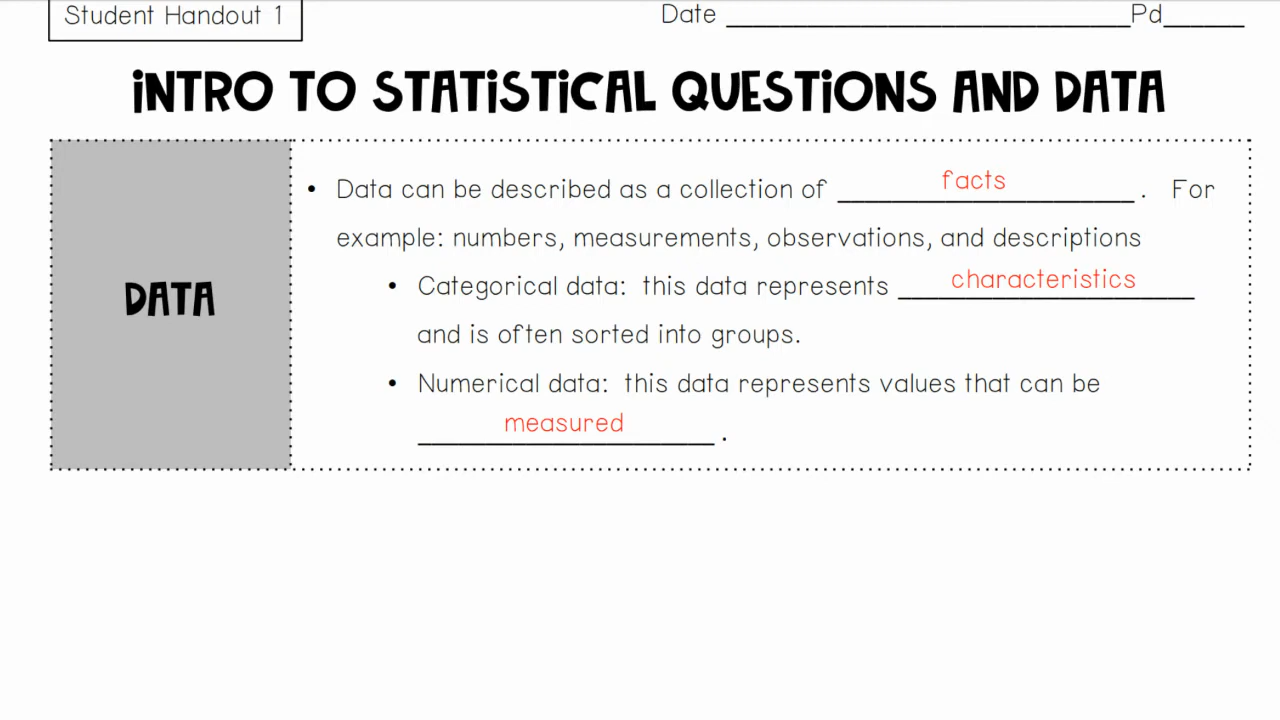 Student Handout 1
Date ______________________________Pd______
INTRO TO STATISTICAL QUESTIONS AND DATA
DATA
• Data can be described as a collection of facts. For
example: numbers, measurements, observations, and descriptions
• Categorical data: this data represents characteristics
and is often sorted into groups.
• Numerical data: this data represents values that can be
measured.